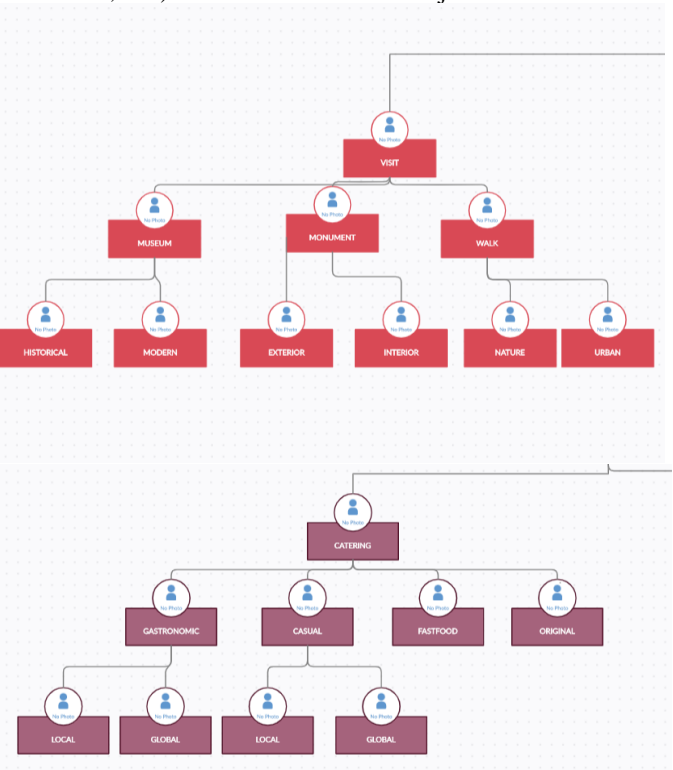 No Photo
VISIT
No Photo
No Photo
No Photo
MUSEUM
MONUMENT
WALK
No Photo
No Photo
No Photo
No Photo
No Photo
No Photo
HISTORICAL
MODERN
EXTERIOR
INTERIOR
NATURE
URBAN
No Photo
CATERING
No Photo
No Photo
No Photo
No Photo
GASTRONOMIC
CASUAL
FASTFOOD
ORIGINAL
No Photo
No Photo
No Photo
No Photo
LOCAL
GLOBAL
LOCAL
GLOBAL